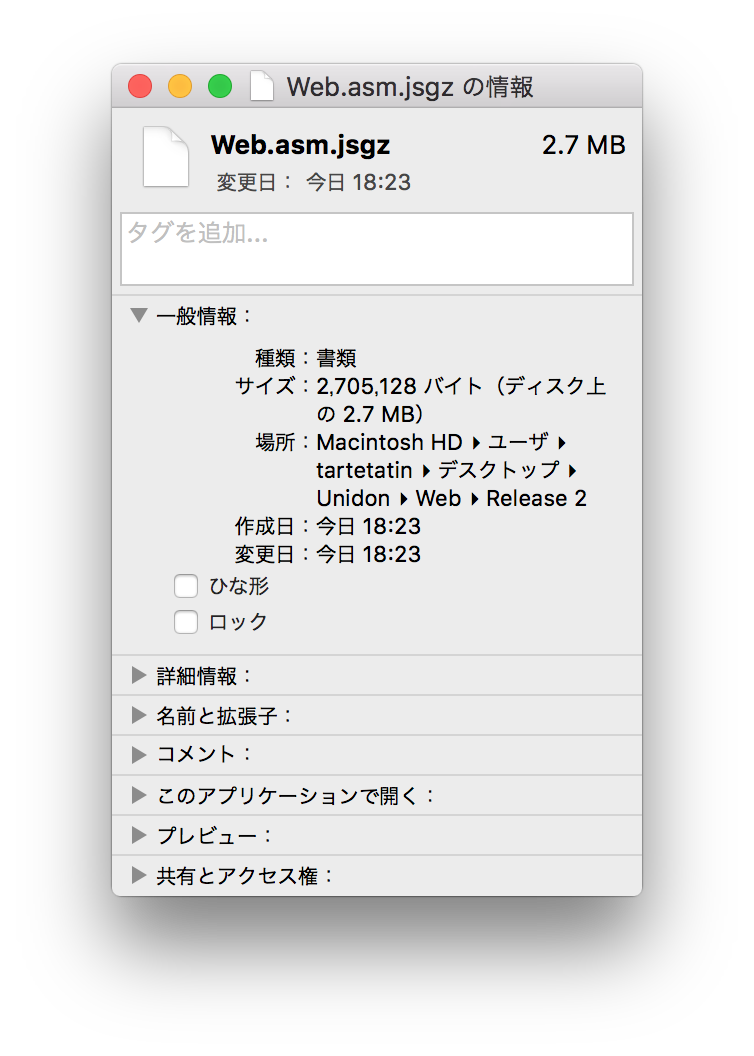 Web.asm.jsgz の情報
Web.asm.jsgz 2.7 MB
変更日： 今日 18:23
タグを追加...
一般情報：
種類：書類
サイズ：2,705,128 バイト（ディスク上
の 2.7 MB）
場所：Macintosh HD ▸ ユーザ ▸
tartetatin ▸ デスクトップ ▸
Unidon ▸ Web ▸ Release 2
作成日：今日 18:23
変更日：今日 18:23
ひな形
ロック
詳細情報：
名前と拡張子：
コメント：
このアプリケーションで開く：
プレビュー：
共有とアクセス権：